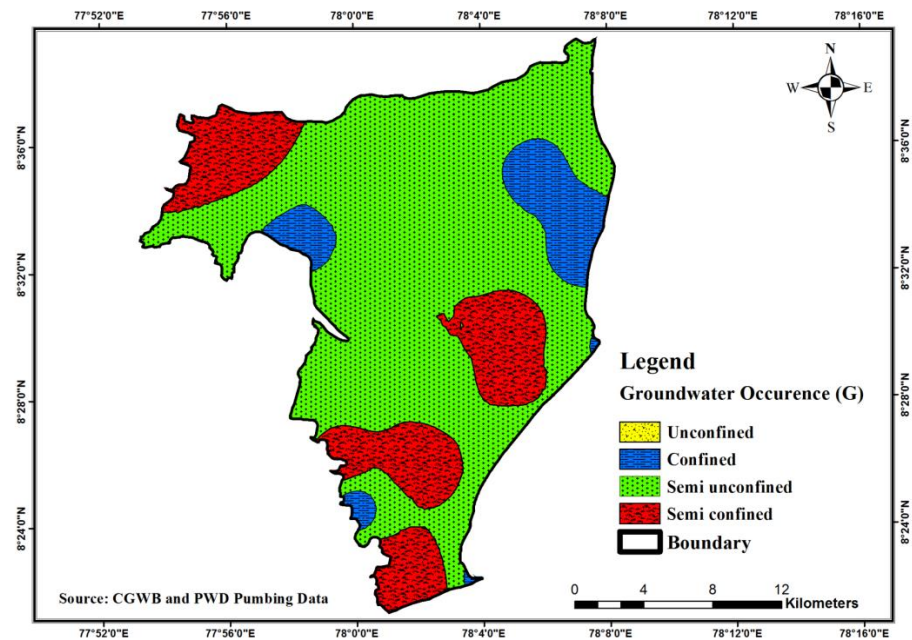 77°52'0"E 77°56'0"E 78°0'0"E 78°4'0"E 78°8'0"E 78°12'0"E 78°16'0"E
N
W E
S
8°36'0"N 8°36'0"N
8°32'0"N 8°32'0"N
8°28'0"N 8°28'0"N
8°24'0"N 8°24'0"N
Legend
Groundwater Occurence (G)
Unconfined
Confined
Semi unconfined
Semi confined
Boundary
Source: CGWB and PWD Pumbing Data
0 2 4 8 12
Kilometers
77°52'0"E 77°56'0"E 78°0'0"E 78°4'0"E 78°8'0"E 78°12'0"E 78°16'0"E